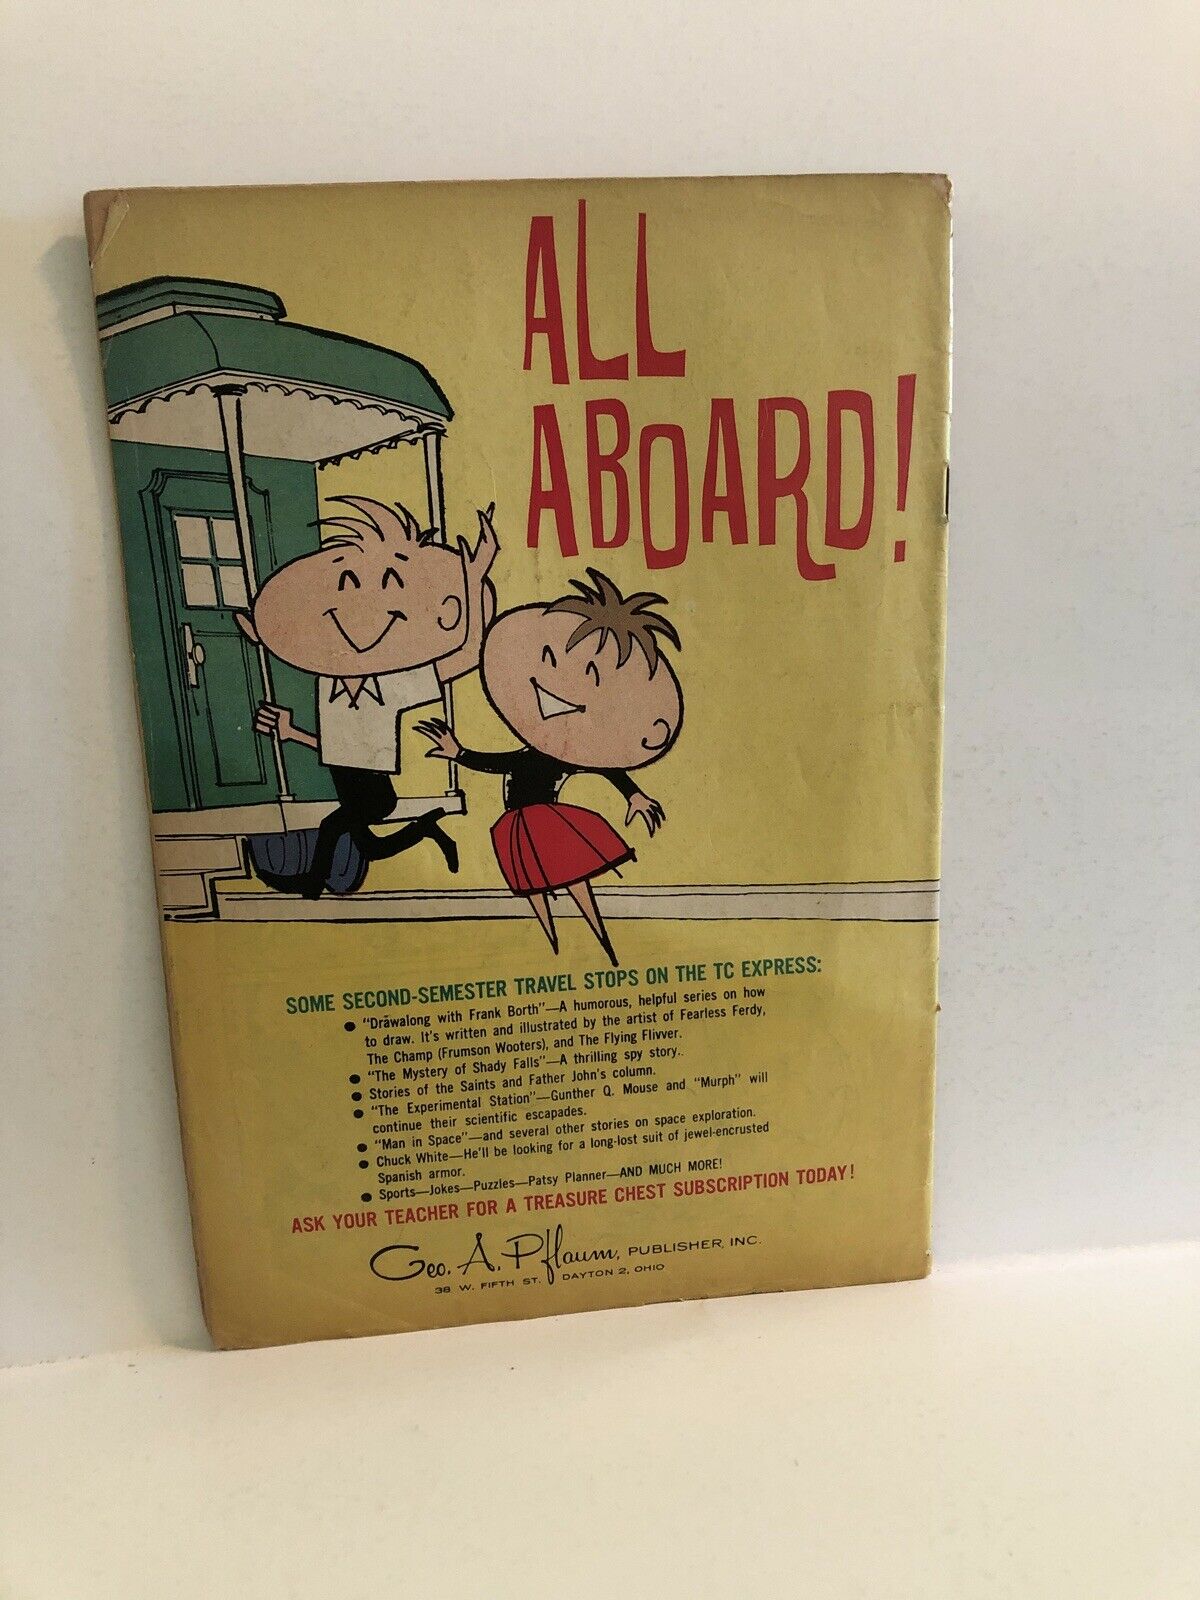 ALL
ABOARD!
SOME SECOND-SEMESTER TRAVEL STOPS ON THE TC EXPRESS:
● "Drawalong with Frank Borth"—A humorous, helpful series on how
to draw. It's written and illustrated by the artist of Fearless Ferdy,
The Champ (Frumson Wooters), and The Flying Flivver.
● "The Mystery of Shady Falls"—A thrilling spy story..
● Stories of the Saints and Father John's column.
● "The Experimental Station"—Gunther Q. Mouse and "Murph" will
continue their scientific escapades.
● "Man in Space"—and several other stories on space exploration.
● Chuck White—He'll be looking for a long-lost suit of jewel-encrusted
Spanish armor.
● Sports—Jokes—Puzzles—Patsy Planner—AND MUCH MORE!
ASK YOUR TEACHER FOR A TREASURE CHEST SUBSCRIPTION TODAY!
Geo. A. Pflaum, PUBLISHER, INC.
38 W. FIFTH ST. DAYTON 2, OHIO